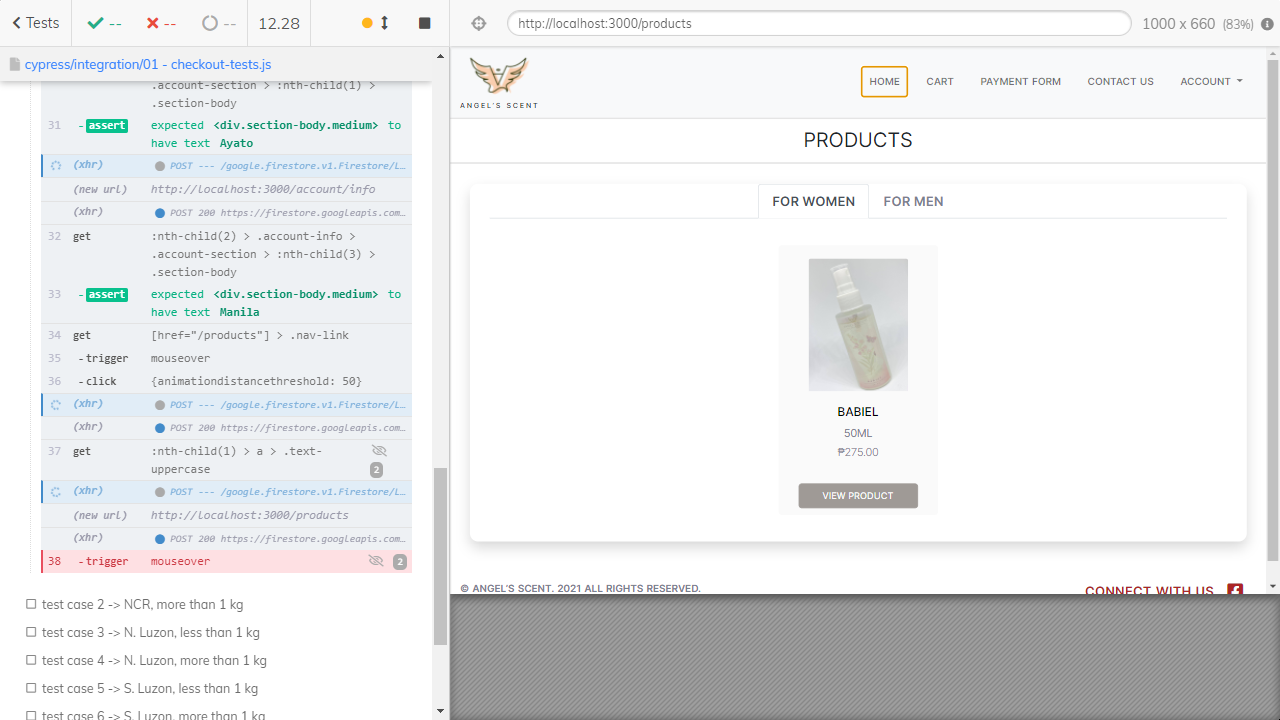 Tests
--
--
--
12.28
http://localhost:3000/products
1000 x 660 (83%)
cypress/integration/01 - checkout-tests.js
.account-section > :nth-child(1) >
.section-body
31 -assert expected <div.section-body.medium> to
have text Ayato
(xhr) POST --- /google.firestore.v1.Firestore/L…
(new url) http://localhost:3000/account/info
(xhr) POST 200 https://firestore.googleapis.com…
32 get :nth-child(2) > .account-info >
.account-section > :nth-child(3) >
.section-body
33 -assert expected <div.section-body.medium> to
have text Manila
34 get [href="/products"] > .nav-link
35 -trigger mouseover
36 -click {animationdistancethreshold: 50}
(xhr) POST --- /google.firestore.v1.Firestore/L…
(xhr) POST 200 https://firestore.googleapis.com…
37 get :nth-child(1) > a > .text-
uppercase 2
(xhr) POST --- /google.firestore.v1.Firestore/L…
(new url) http://localhost:3000/products
(xhr) POST 200 https://firestore.googleapis.com…
38 -trigger mouseover 2
test case 2 -> NCR, more than 1 kg
test case 3 -> N. Luzon, less than 1 kg
test case 4 -> N. Luzon, more than 1 kg
test case 5 -> S. Luzon, less than 1 kg
test case 6 -> S. Luzon, more than 1 kg
ANGEL'S SCENT
HOME CART PAYMENT FORM CONTACT US ACCOUNT
PRODUCTS
FOR WOMEN FOR MEN
BABIEL
50ML
₱275.00
VIEW PRODUCT
© ANGEL'S SCENT. 2021 ALL RIGHTS RESERVED.
CONNECT WITH US